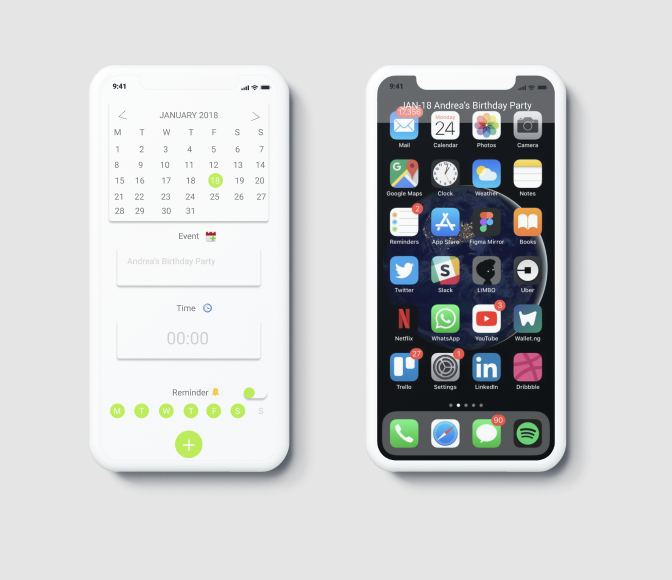 9:41
JANUARY 2018
M T W T F S S
1 2 3 4 5 6 7
8 9 10 11 12 13 14
15 16 17 18 18 19 20
21 22 23 24 25 26 27
28 29 30 31
Event
Andrea's Birthday Party
Time
00:00
Reminder
M T W T F S S
+
9:41
JAN-18 Andrea's Birthday Party
17,356
Monday
24
Mail Calendar Photos Camera
Google Maps Clock Weather Notes
2
Reminders App Store Figma Mirror Books
Twitter Slack LIMBO Uber
3
Netflix WhatsApp YouTube Wallet.ng
27 1
Trello Settings LinkedIn Dribbble
90